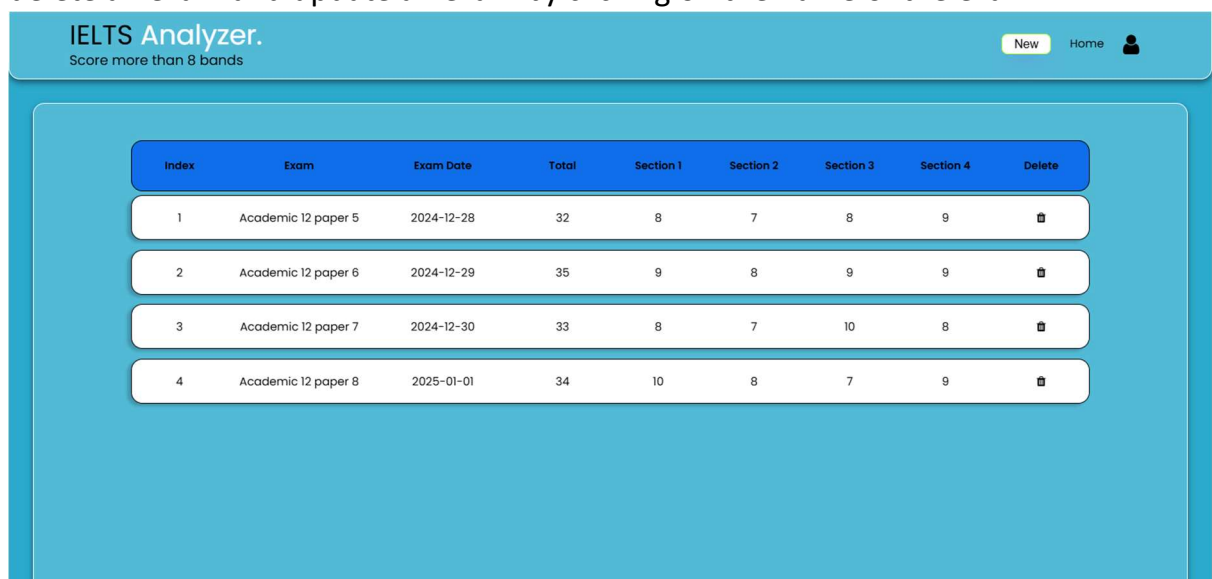 IELTS Analyzer.
Score more than 8 bands
New Home
Index Exam Exam Date Total Section 1 Section 2 Section 3 Section 4 Delete
1 Academic 12 paper 5 2024-12-28 32 8 7 8 9
2 Academic 12 paper 6 2024-12-29 35 9 8 9 9
3 Academic 12 paper 7 2024-12-30 33 8 7 10 8
4 Academic 12 paper 8 2025-01-01 34 10 8 7 9